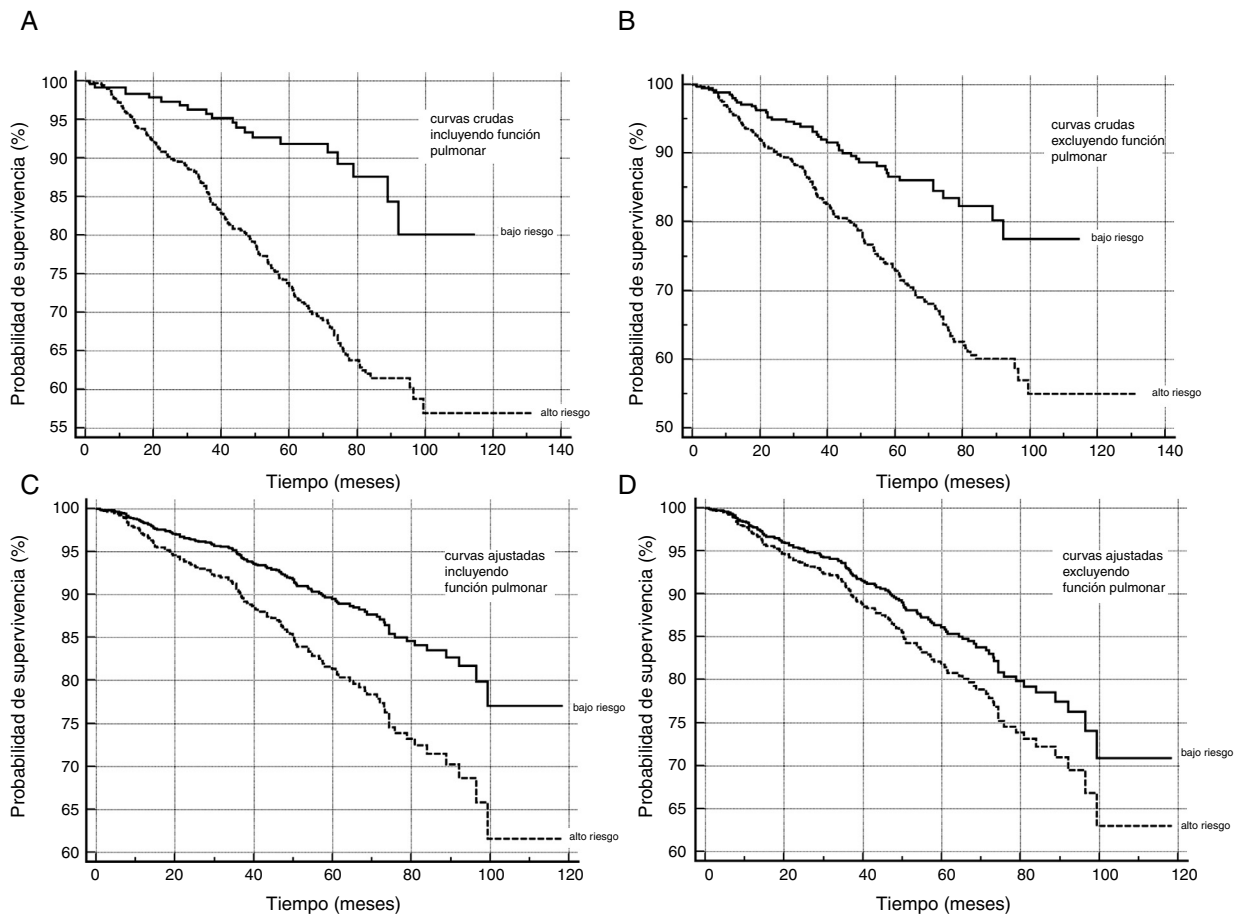 A
Probabilidad de supervivencia (%)
100
95
90
85
80
75
70
65
60
55
curvas crudas
incluyendo función
pulmonar
bajo riesgo
alto riesgo
0 20 40 60 80 100 120 140
Tiempo (meses)
B
Probabilidad de supervivencia (%)
100
90
80
70
60
50
curvas crudas
excluyendo función
pulmonar
bajo riesgo
alto riesgo
0 20 40 60 80 100 120 140
Tiempo (meses)
C
Probabilidad de supervivencia (%)
100
95
90
85
80
75
70
65
60
curvas ajustadas
incluyendo
función pulmonar
bajo riesgo
alto riesgo
0 20 40 60 80 100 120
Tiempo (meses)
D
Probabilidad de supervivencia (%)
100
95
90
85
80
75
70
65
60
curvas ajustadas
excluyendo
función pulmonar
bajo riesgo
alto riesgo
0 20 40 60 80 100 120
Tiempo (meses)